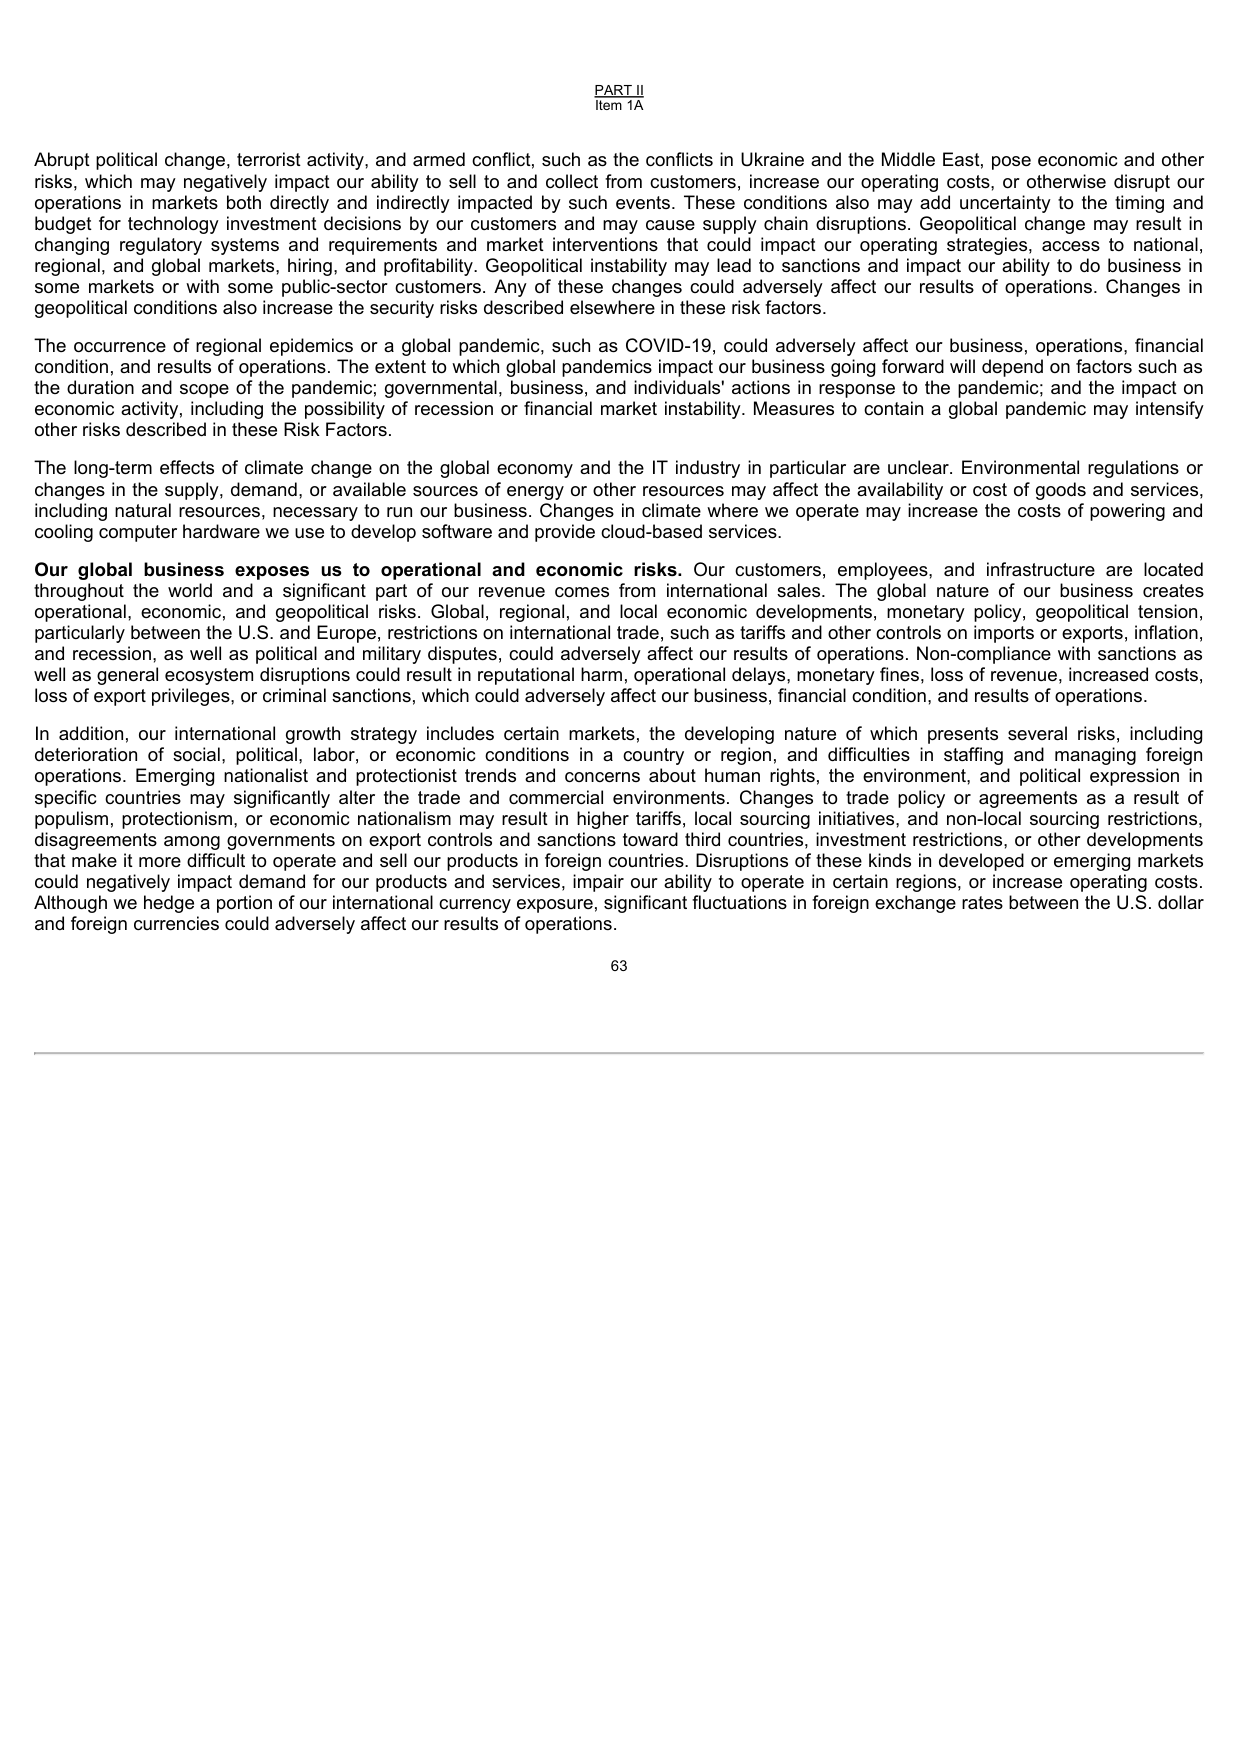 PART II
Item 1A
Abrupt political change, terrorist activity, and armed conflict, such as the conflicts in Ukraine and the Middle East, pose economic and other
risks, which may negatively impact our ability to sell to and collect from customers, increase our operating costs, or otherwise disrupt our
operations in markets both directly and indirectly impacted by such events. These conditions also may add uncertainty to the timing and
budget for technology investment decisions by our customers and may cause supply chain disruptions. Geopolitical change may result in
changing regulatory systems and requirements and market interventions that could impact our operating strategies, access to national,
regional, and global markets, hiring, and profitability. Geopolitical instability may lead to sanctions and impact our ability to do business in
some markets or with some public-sector customers. Any of these changes could adversely affect our results of operations. Changes in
geopolitical conditions also increase the security risks described elsewhere in these risk factors.
The occurrence of regional epidemics or a global pandemic, such as COVID-19, could adversely affect our business, operations, financial
condition, and results of operations. The extent to which global pandemics impact our business going forward will depend on factors such as
the duration and scope of the pandemic; governmental, business, and individuals' actions in response to the pandemic; and the impact on
economic activity, including the possibility of recession or financial market instability. Measures to contain a global pandemic may intensify
other risks described in these Risk Factors.
The long-term effects of climate change on the global economy and the IT industry in particular are unclear. Environmental regulations or
changes in the supply, demand, or available sources of energy or other resources may affect the availability or cost of goods and services,
including natural resources, necessary to run our business. Changes in climate where we operate may increase the costs of powering and
cooling computer hardware we use to develop software and provide cloud-based services.
Our global business exposes us to operational and economic risks. Our customers, employees, and infrastructure are located
throughout the world and a significant part of our revenue comes from international sales. The global nature of our business creates
operational, economic, and geopolitical risks. Global, regional, and local economic developments, monetary policy, geopolitical tension,
particularly between the U.S. and Europe, restrictions on international trade, such as tariffs and other controls on imports or exports, inflation,
and recession, as well as political and military disputes, could adversely affect our results of operations. Non-compliance with sanctions as
well as general ecosystem disruptions could result in reputational harm, operational delays, monetary fines, loss of revenue, increased costs,
loss of export privileges, or criminal sanctions, which could adversely affect our business, financial condition, and results of operations.
In addition, our international growth strategy includes certain markets, the developing nature of which presents several risks, including
deterioration of social, political, labor, or economic conditions in a country or region, and difficulties in staffing and managing foreign
operations. Emerging nationalist and protectionist trends and concerns about human rights, the environment, and political expression in
specific countries may significantly alter the trade and commercial environments. Changes to trade policy or agreements as a result of
populism, protectionism, or economic nationalism may result in higher tariffs, local sourcing initiatives, and non-local sourcing restrictions,
disagreements among governments on export controls and sanctions toward third countries, investment restrictions, or other developments
that make it more difficult to operate and sell our products in foreign countries. Disruptions of these kinds in developed or emerging markets
could negatively impact demand for our products and services, impair our ability to operate in certain regions, or increase operating costs.
Although we hedge a portion of our international currency exposure, significant fluctuations in foreign exchange rates between the U.S. dollar
and foreign currencies could adversely affect our results of operations.
63